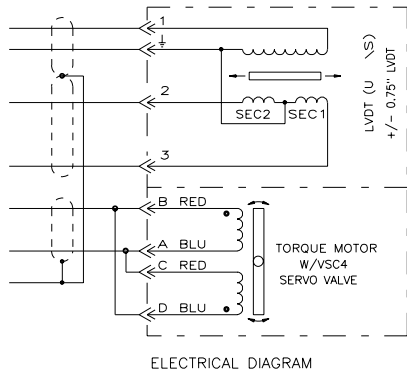 1
2
SEC2 SEC1
3
LVDT (U \S)
+/- 0.75" LVDT
B RED
A BLU
C RED
D BLU
TORQUE MOTOR
W/VSC4
SERVO VALVE
ELECTRICAL DIAGRAM